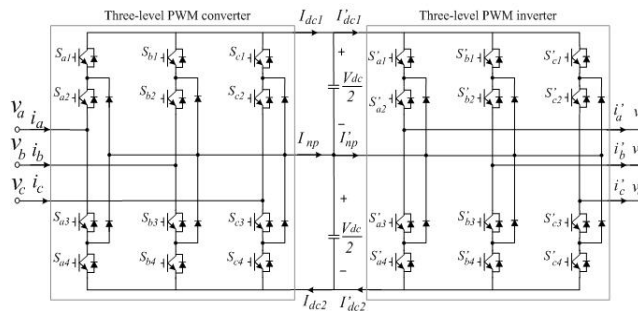 Three-level PWM converter
I_dc1 I'_dc1
Three-level PWM inverter
S_a1 S_b1 S_c1
+
S'_a1 S'_b1 S'_c1
S_a2 S_b2 S_c2
V_dc/2
S'_a2 S'_b2 S'_c2
−
v_a i_a
i'_a v
I_np I'_np
v_b i_b
i'_b v
v_c i_c
+
i'_c v
S_a3 S_b3 S_c3
V_dc/2
S'_a3 S'_b3 S'_c3
S_a4 S_b4 S_c4
−
S'_a4 S'_b4 S'_c4
I_dc2 I'_dc2